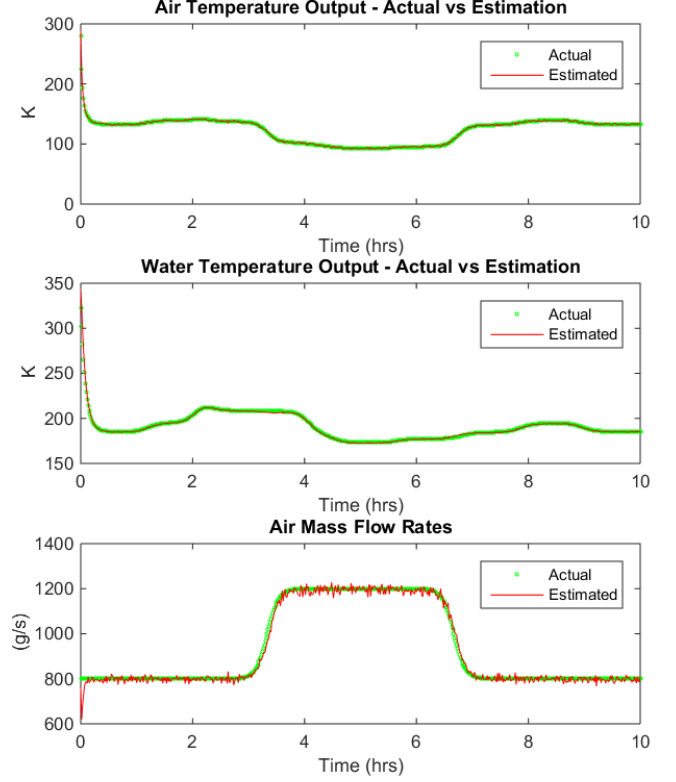 Air Temperature Output - Actual vs Estimation
300
200
100
0
K
Actual
Estimated
0 2 4 6 8 10
Time (hrs)
Water Temperature Output - Actual vs Estimation
350
300
250
200
150
K
Actual
Estimated
0 2 4 6 8 10
Time (hrs)
Air Mass Flow Rates
1400
1200
1000
800
600
(g/s)
Actual
Estimated
0 2 4 6 8 10
Time (hrs)